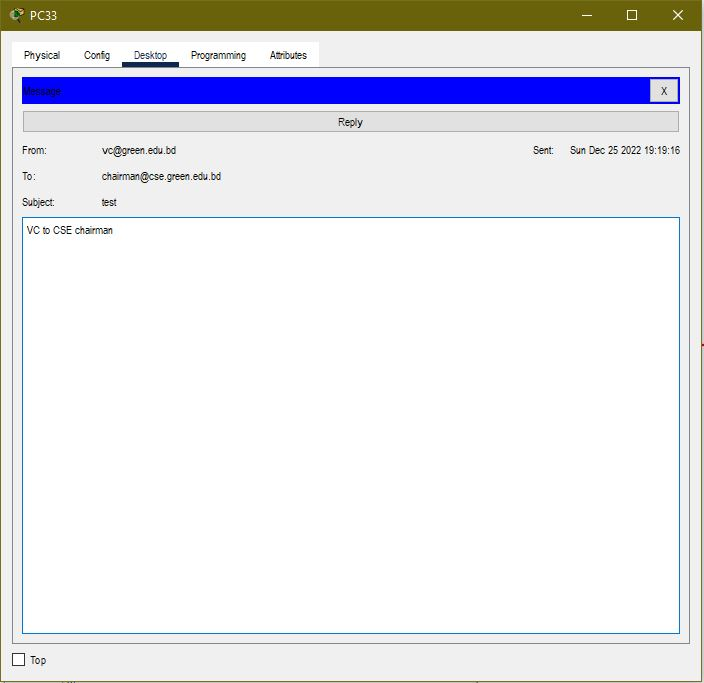 PC33
Physical Config Desktop Programming Attributes
Message X
Reply
From: vc@green.edu.bd Sent: Sun Dec 25 2022 19:19:16
To: chairman@cse.green.edu.bd
Subject: test
VC to CSE chairman
Top